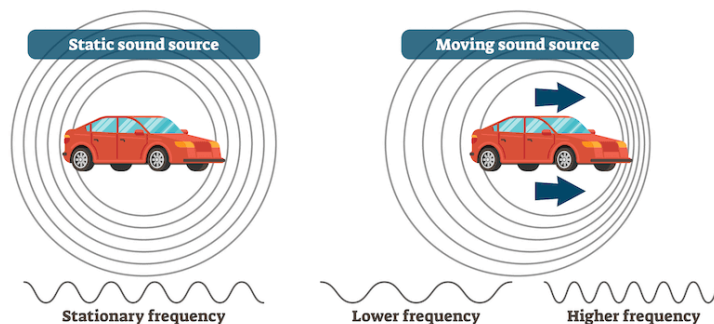 Static sound source
Moving sound source
Stationary frequency
Lower frequency
Higher frequency